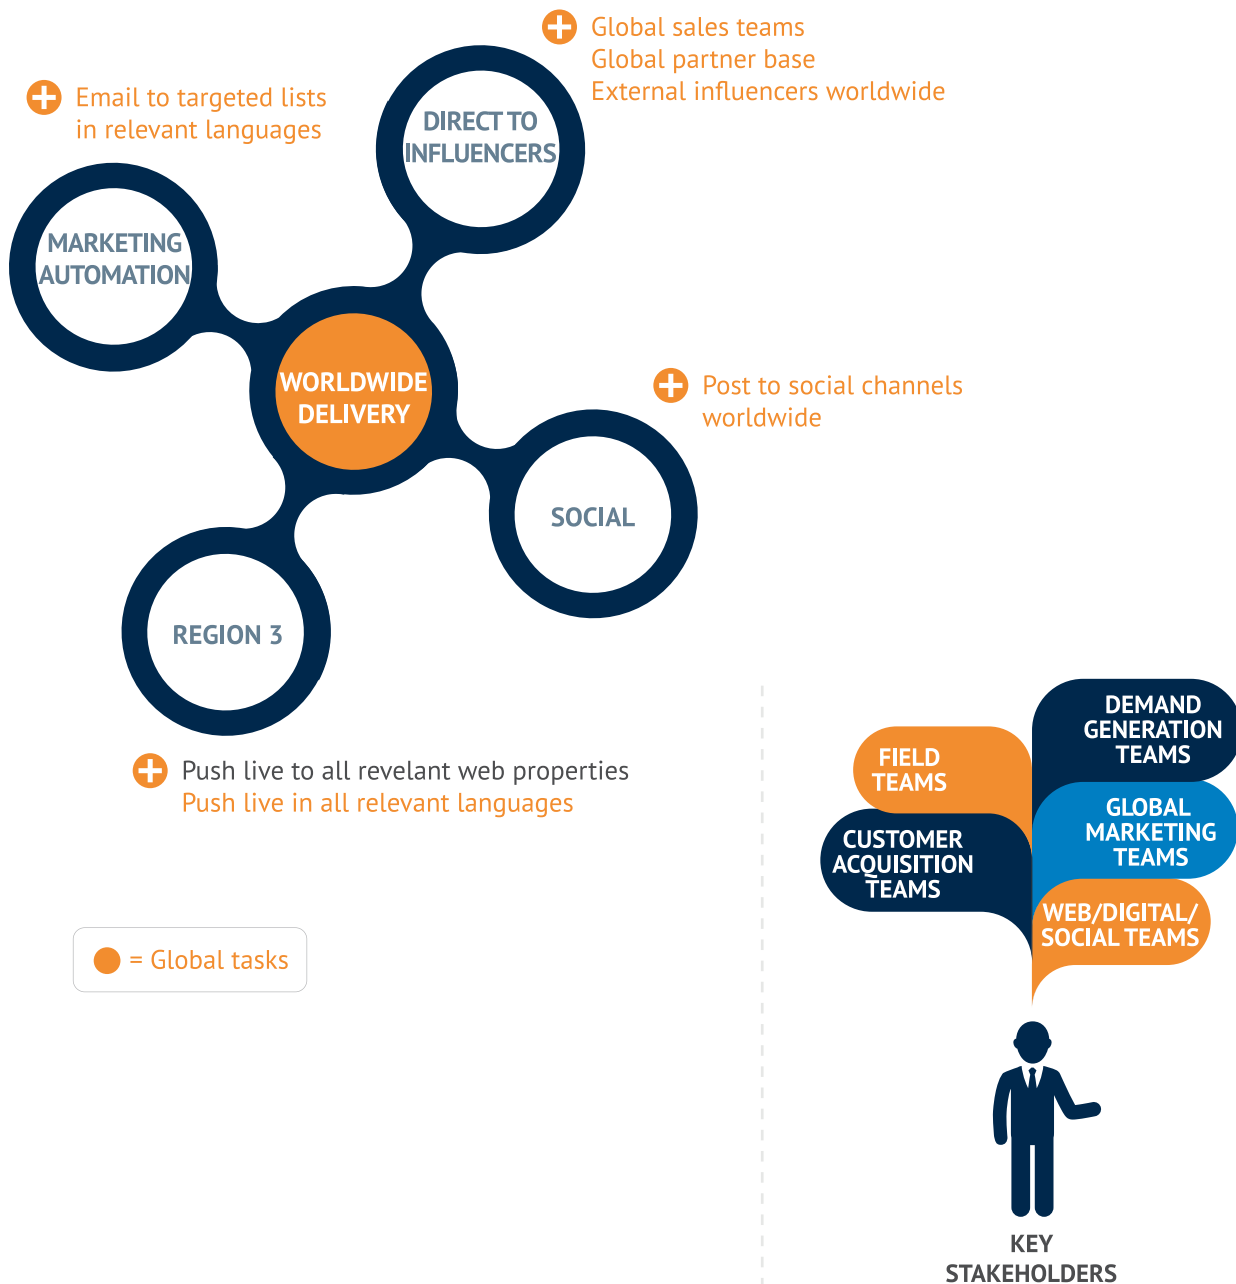 Global sales teams
Global partner base
External influencers worldwide
Email to targeted lists
in relevant languages
DIRECT TO
INFLUENCERS
MARKETING
AUTOMATION
WORLDWIDE
DELIVERY
Post to social channels
worldwide
SOCIAL
REGION 3
Push live to all revelant web properties
Push live in all relevant languages
= Global tasks
DEMAND
GENERATION
TEAMS
FIELD
TEAMS
GLOBAL
MARKETING
TEAMS
CUSTOMER
ACQUISITION
TEAMS
WEB/DIGITAL/
SOCIAL TEAMS
KEY
STAKEHOLDERS